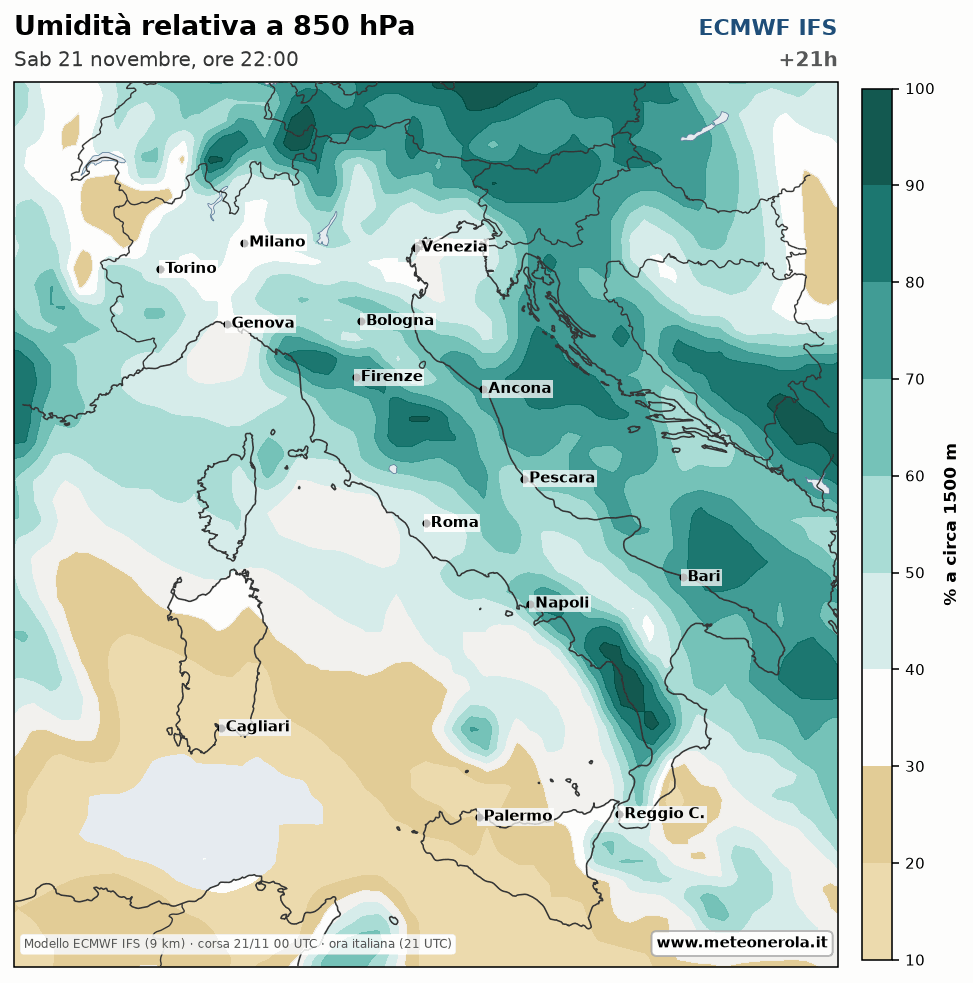 Umidità relativa a 850 hPa
ECMWF IFS
Sab 21 novembre, ore 22:00
+21h
100
90
80
70
60
50
40
30
20
10
% a circa 1500 m
Milano
Venezia
Torino
Genova
Bologna
Firenze
Ancona
Pescara
Roma
Bari
Napoli
Cagliari
Palermo
Reggio C.
Modello ECMWF IFS (9 km) · corsa 21/11 00 UTC · ora italiana (21 UTC)
www.meteonerola.it